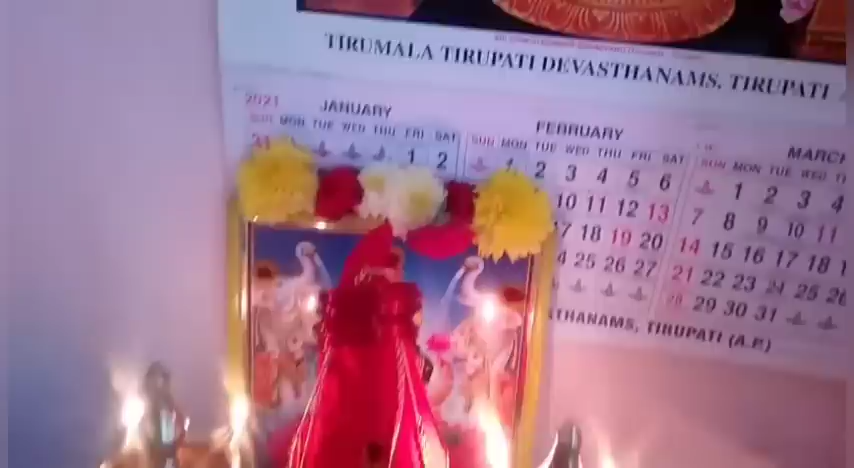 TIRUMALA TIRUPATI DEVASTHANAMS, TIRUPATI
2021 JANUARY
FEBRUARY
MARCH
SUN MON TUE WED THU FRI SAT
SUN MON TUE WED THU FRI SAT
SUN MON TUE WED
31 1 2
1 2 3 4 5 6
1 2 3 4
10 11 12 13
7 8 9 10 11
17 18 19 20
14 15 16 17 18
25 26 27
21 22 23 24 25
28 29 30 31
THANAMS, TIRUPATI (A.P.)